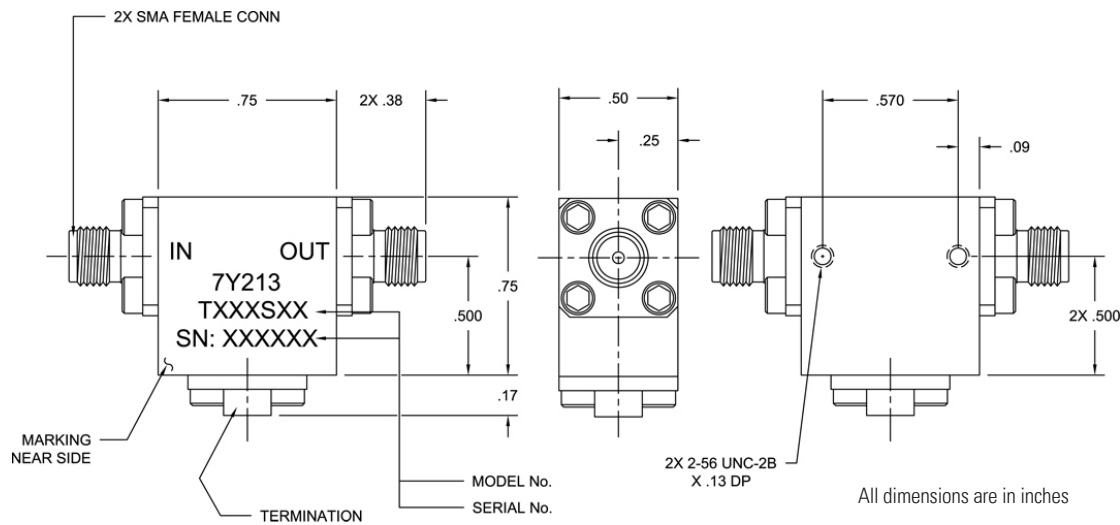 2X SMA FEMALE CONN
.75
2X .38
.50
.570
.25
.09
IN
OUT
7Y213
TXXXSXX
SN: XXXXXX
.75
.500
2X .500
.17
MARKING
NEAR SIDE
2X 2-56 UNC-2B
X .13 DP
MODEL No.
SERIAL No.
TERMINATION
All dimensions are in inches